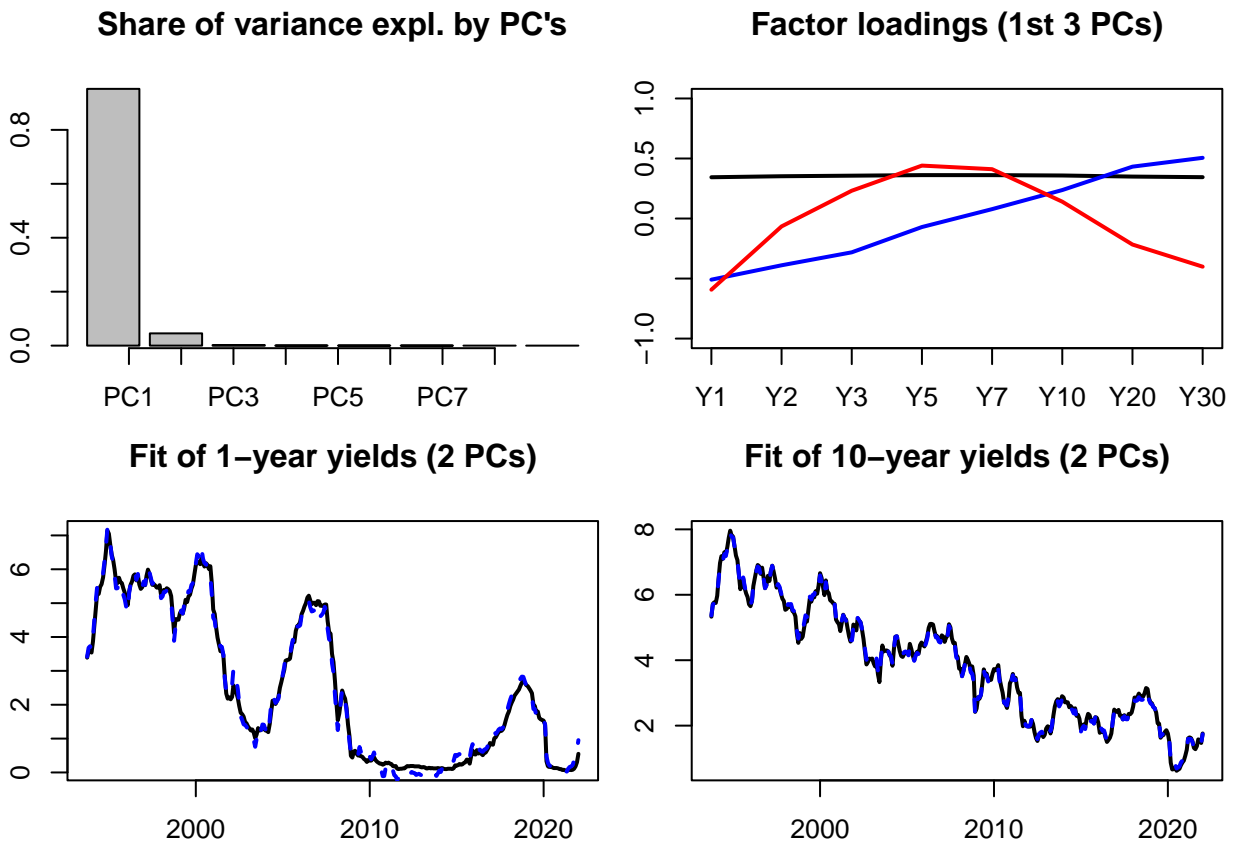 Share of variance expl. by PC's
0.8
0.4
0.0
PC1 PC3 PC5 PC7
Factor loadings (1st 3 PCs)
1.0
0.5
0.0
−1.0
Y1 Y2 Y3 Y5 Y7 Y10 Y20 Y30
Fit of 1−year yields (2 PCs)
6
4
2
0
2000 2010 2020
Fit of 10−year yields (2 PCs)
8
6
4
2
2000 2010 2020